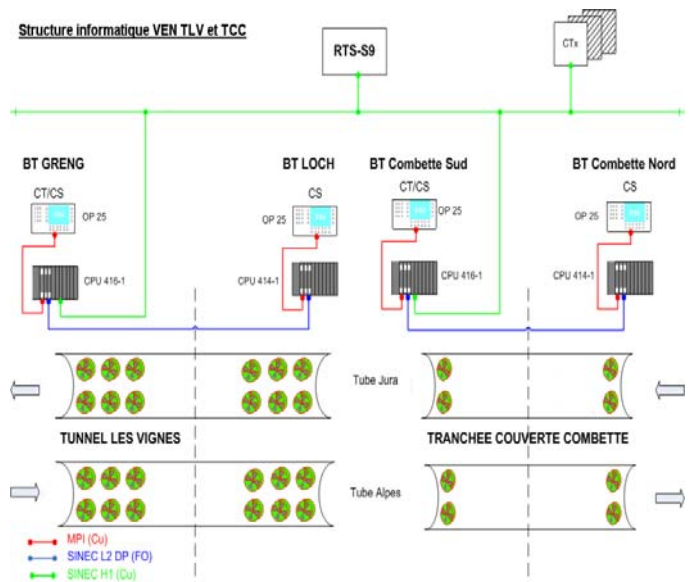 Structure informatique VEN TLV et TCC
RTS-S9
CTx
BT GRENG
BT LOCH
BT Combette Sud
BT Combette Nord
CT/CS
CS
CT/CS
CS
OP 25
OP 25
OP 25
OP 25
CPU 416-1
CPU 414-1
CPU 416-1
CPU 414-1
Tube Jura
TUNNEL LES VIGNES
TRANCHEE COUVERTE COMBETTE
Tube Alpes
MPI (Cu)
SINEC L2 DP (FO)
SINEC H1 (Cu)